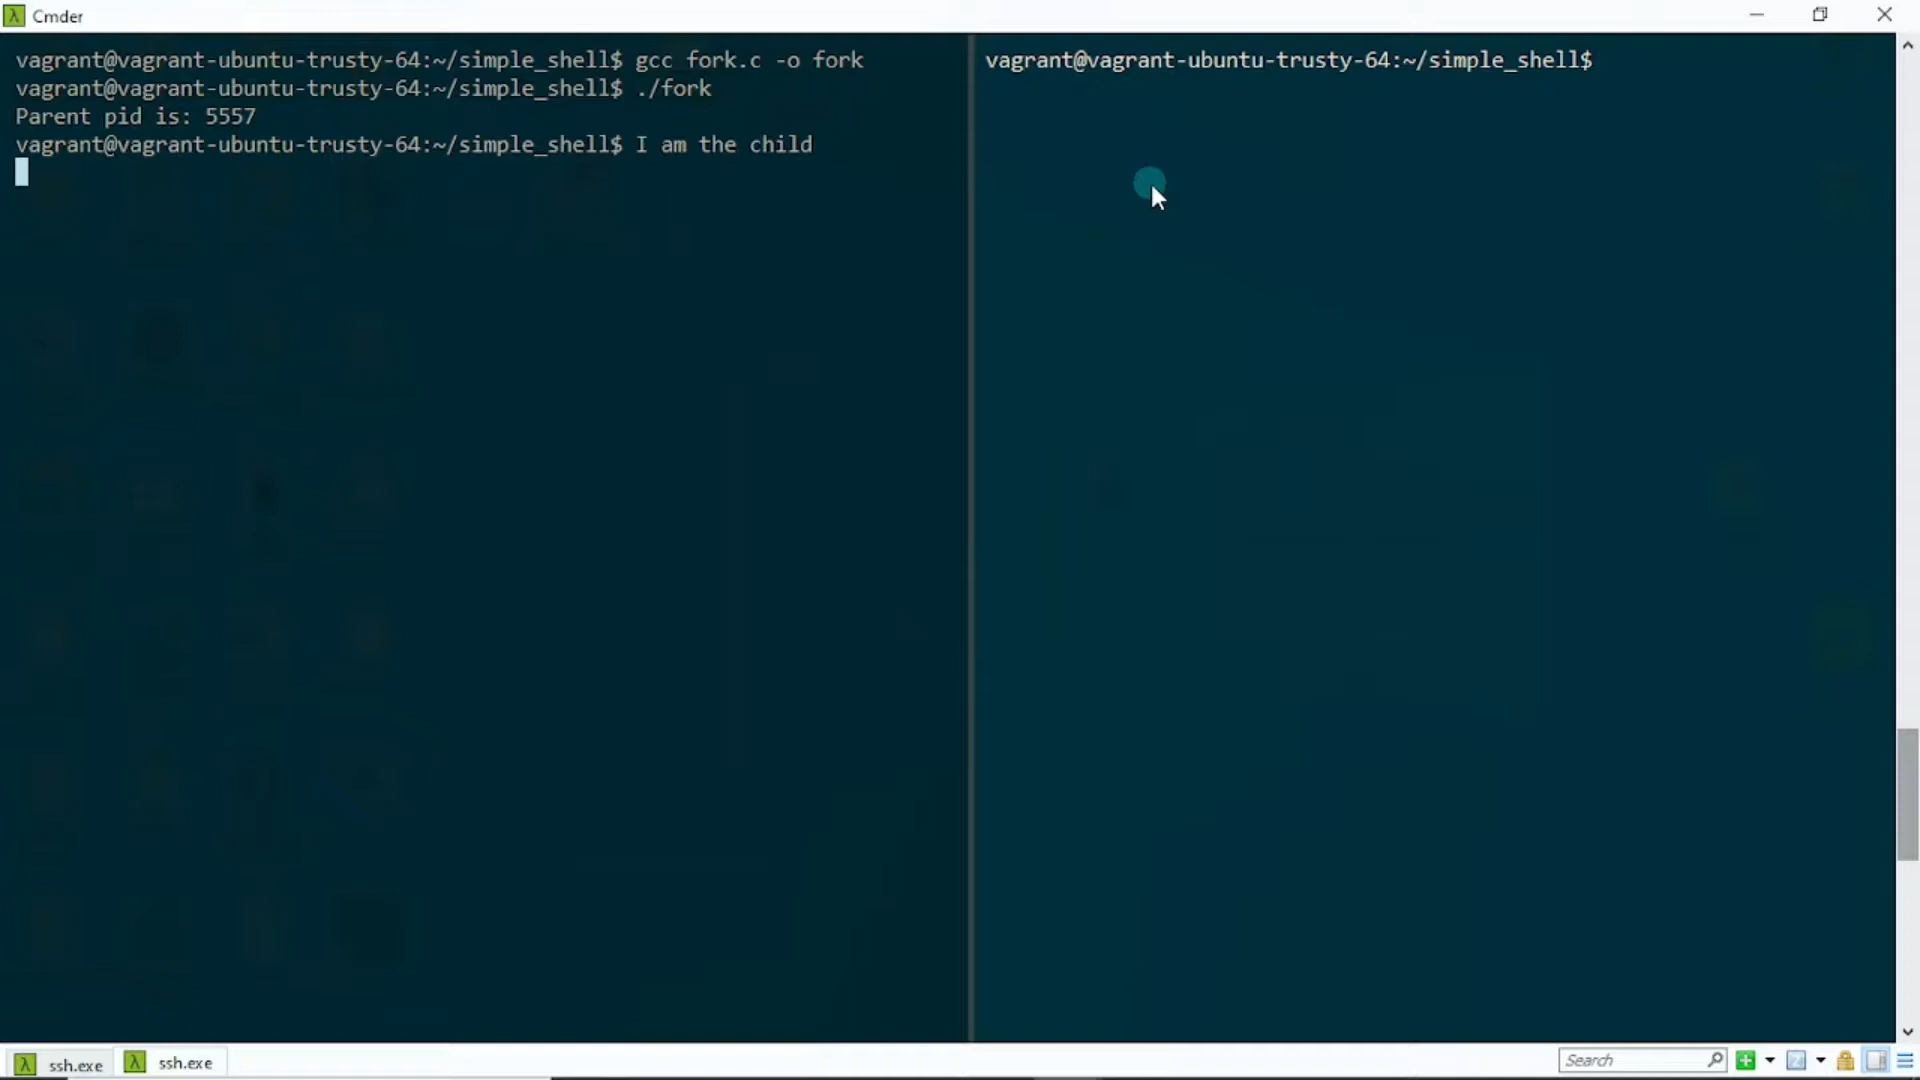 Cmder
vagrant@vagrant-ubuntu-trusty-64:~/simple_shell$ gcc fork.c -o fork
vagrant@vagrant-ubuntu-trusty-64:~/simple_shell$ ./fork
Parent pid is: 5557
vagrant@vagrant-ubuntu-trusty-64:~/simple_shell$ I am the child
vagrant@vagrant-ubuntu-trusty-64:~/simple_shell$
ssh.exe
ssh.exe
Search